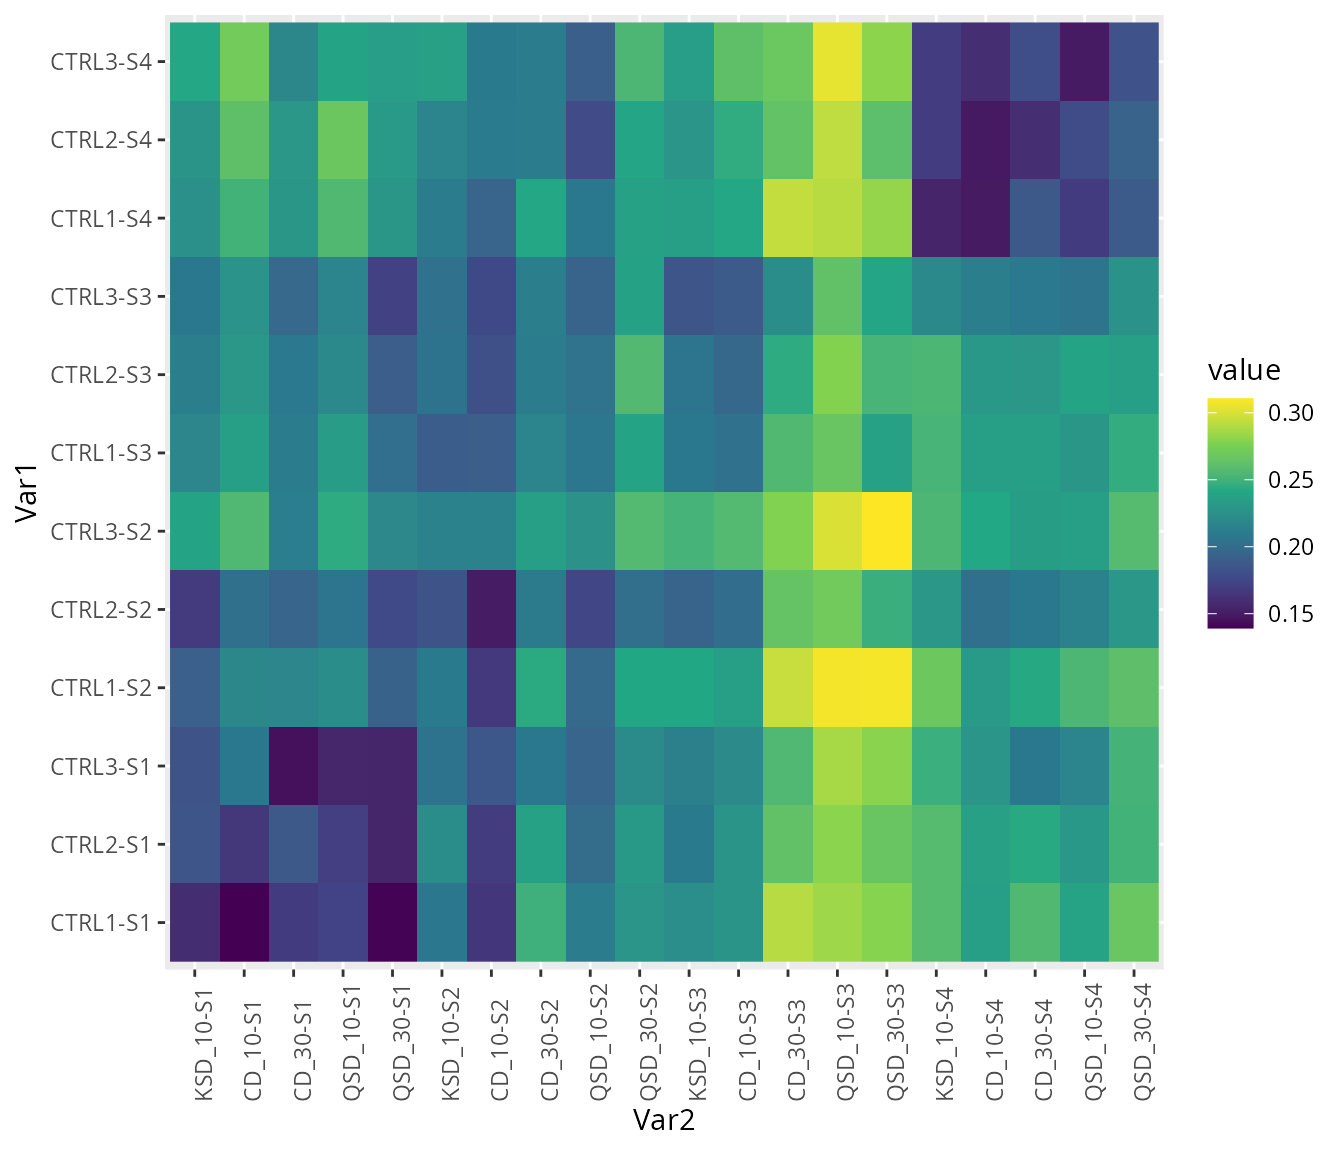 CTRL3-S4
CTRL2-S4
CTRL1-S4
CTRL3-S3
CTRL2-S3
CTRL1-S3
CTRL3-S2
CTRL2-S2
CTRL1-S2
CTRL3-S1
CTRL2-S1
CTRL1-S1
Var1
KSD_10-S1
CD_10-S1
CD_30-S1
QSD_10-S1
QSD_30-S1
KSD_10-S2
CD_10-S2
CD_30-S2
QSD_10-S2
QSD_30-S2
KSD_10-S3
CD_10-S3
CD_30-S3
QSD_10-S3
QSD_30-S3
KSD_10-S4
CD_10-S4
CD_30-S4
QSD_10-S4
QSD_30-S4
Var2
value
0.30
0.25
0.20
0.15